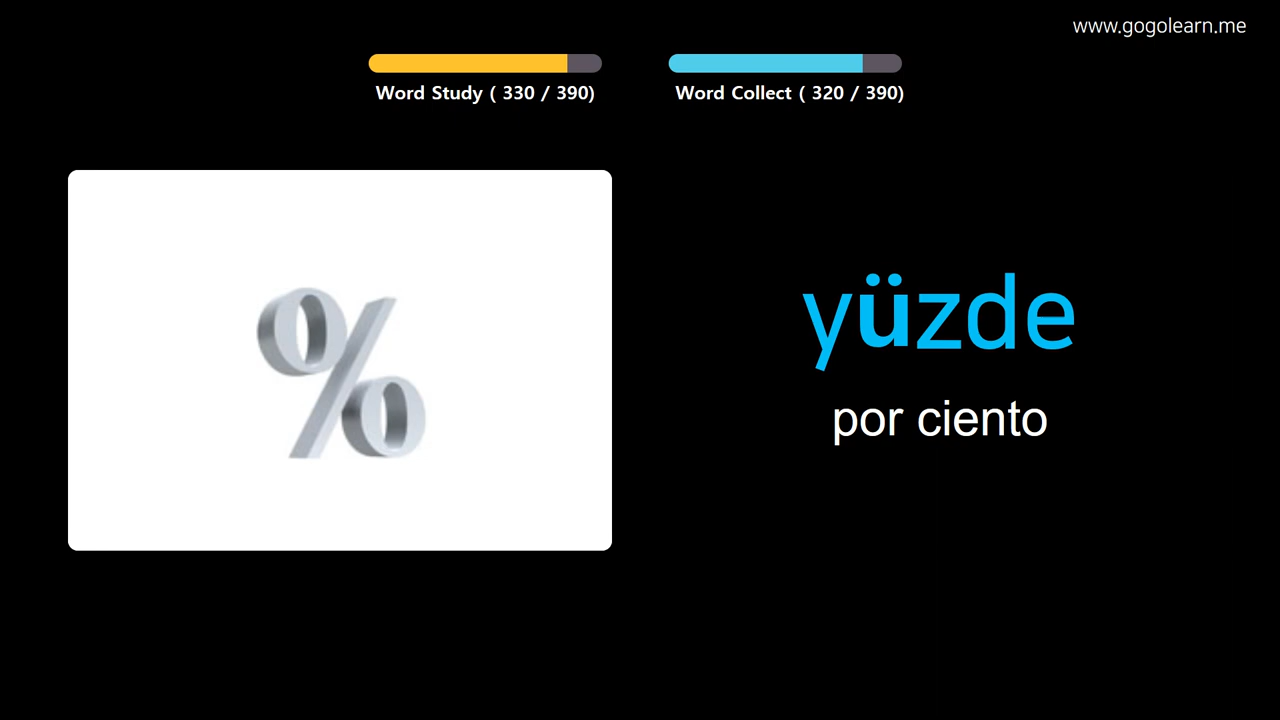 www.gogolearn.me
Word Study ( 330 / 390)
Word Collect ( 320 / 390)
%
yüzde
por ciento